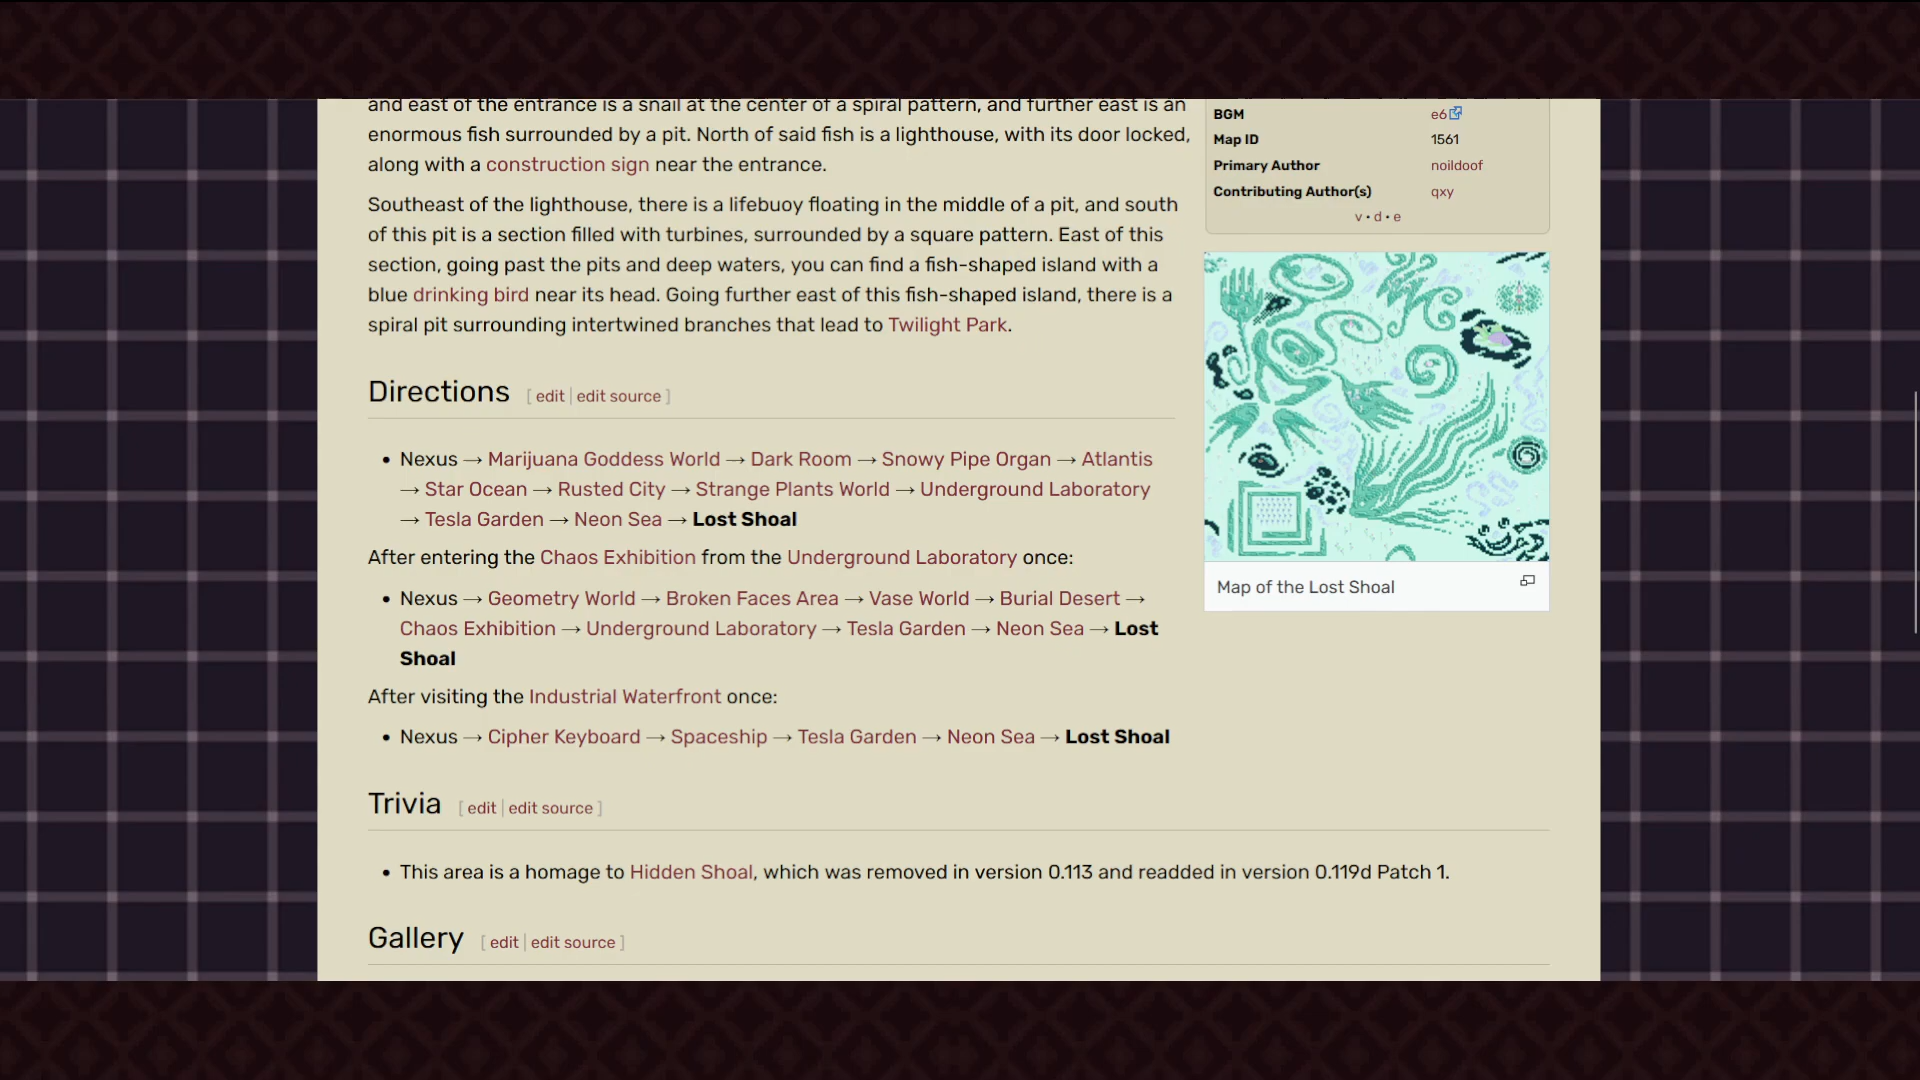 and east of the entrance is a snail at the center of a spiral pattern, and further east is an
enormous fish surrounded by a pit. North of said fish is a lighthouse, with its door locked,
along with a construction sign near the entrance.
Southeast of the lighthouse, there is a lifebuoy floating in the middle of a pit, and south
of this pit is a section filled with turbines, surrounded by a square pattern. East of this
section, going past the pits and deep waters, you can find a fish-shaped island with a
blue drinking bird near its head. Going further east of this fish-shaped island, there is a
spiral pit surrounding intertwined branches that lead to Twilight Park.
BGM e6
Map ID 1561
Primary Author noildoof
Contributing Author(s) qxy
v • d • e
Map of the Lost Shoal
Directions [ edit | edit source ]
• Nexus → Marijuana Goddess World → Dark Room → Snowy Pipe Organ → Atlantis
→ Star Ocean → Rusted City → Strange Plants World → Underground Laboratory
→ Tesla Garden → Neon Sea → Lost Shoal
After entering the Chaos Exhibition from the Underground Laboratory once:
• Nexus → Geometry World → Broken Faces Area → Vase World → Burial Desert →
Chaos Exhibition → Underground Laboratory → Tesla Garden → Neon Sea → Lost
Shoal
After visiting the Industrial Waterfront once:
• Nexus → Cipher Keyboard → Spaceship → Tesla Garden → Neon Sea → Lost Shoal
Trivia [ edit | edit source ]
• This area is a homage to Hidden Shoal, which was removed in version 0.113 and readded in version 0.119d Patch 1.
Gallery [ edit | edit source ]